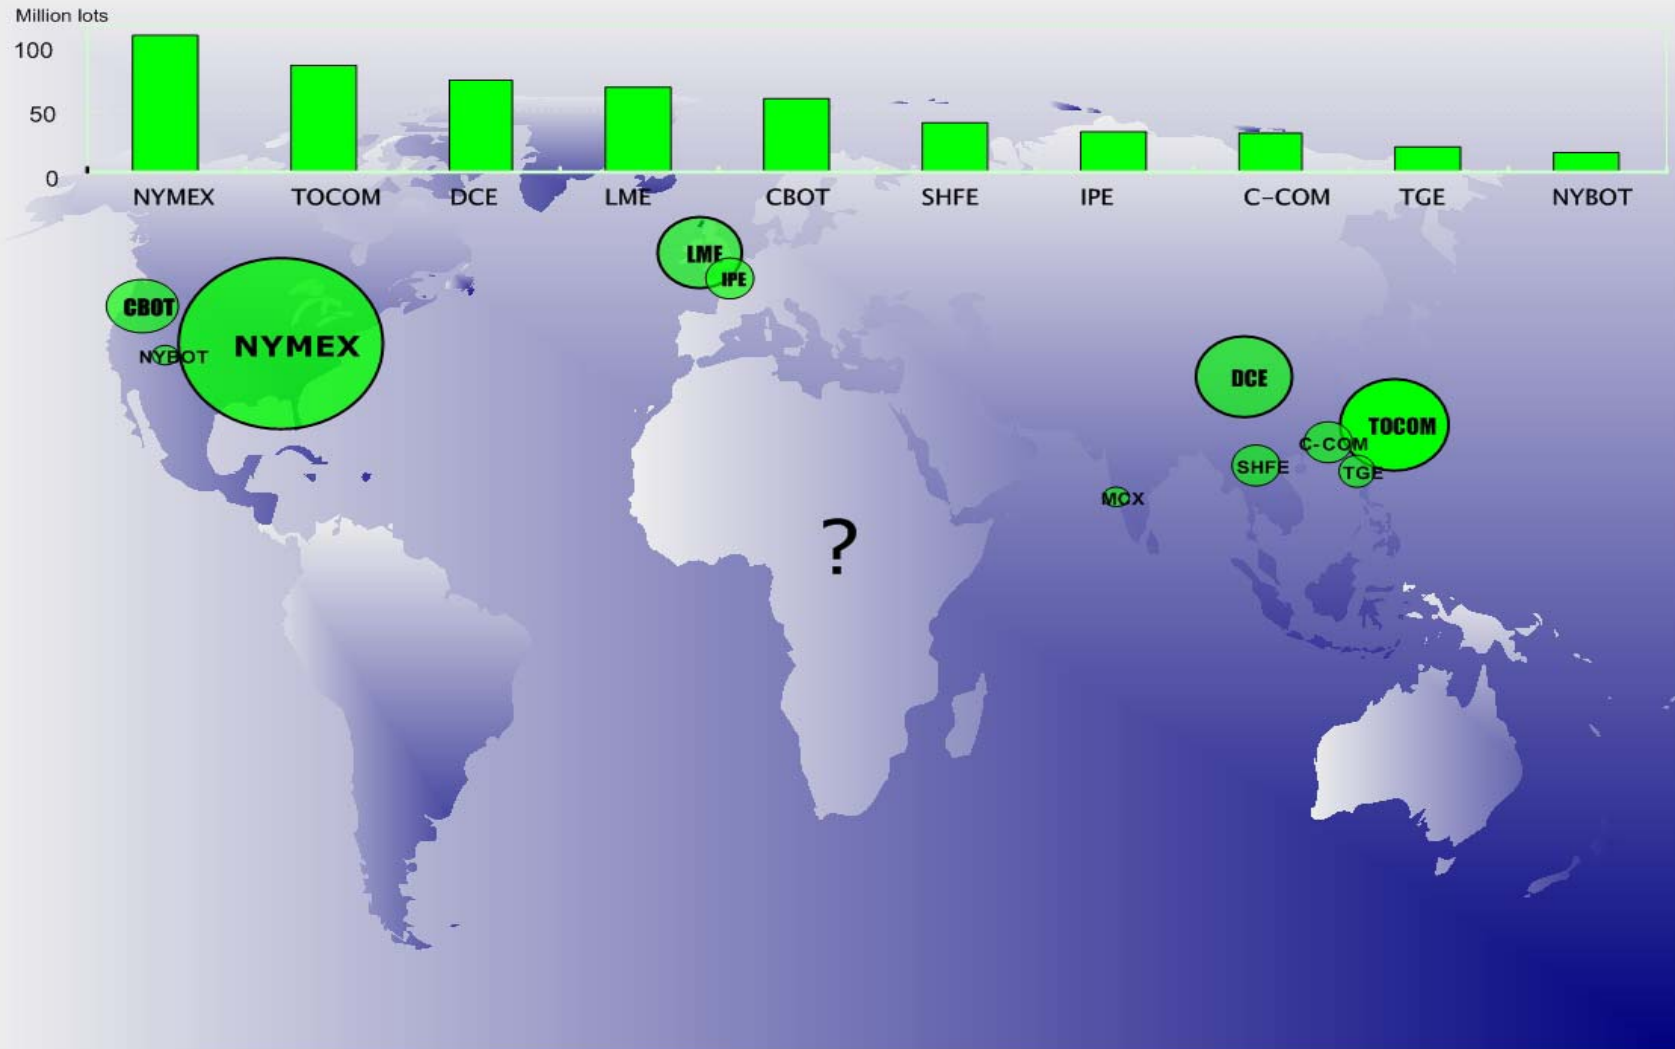 Million lots
100
50
0
NYMEX TOCOM DCE LME CBOT SHFE IPE C-COM TGE NYBOT
LME
IPE
CBOT
NYMEX
NYBOT
DCE
TOCOM
C-COM
SHFE
TGE
MCX
?